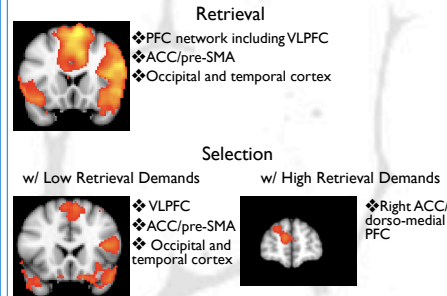 Retrieval
❖PFC network including VLPFC
❖ACC/pre-SMA
❖Occipital and temporal cortex
Selection
w/ Low Retrieval Demands
❖ VLPFC
❖ACC/pre-SMA
❖ Occipital and
temporal cortex
w/ High Retrieval Demands
❖Right ACC/
dorso-medial
PFC